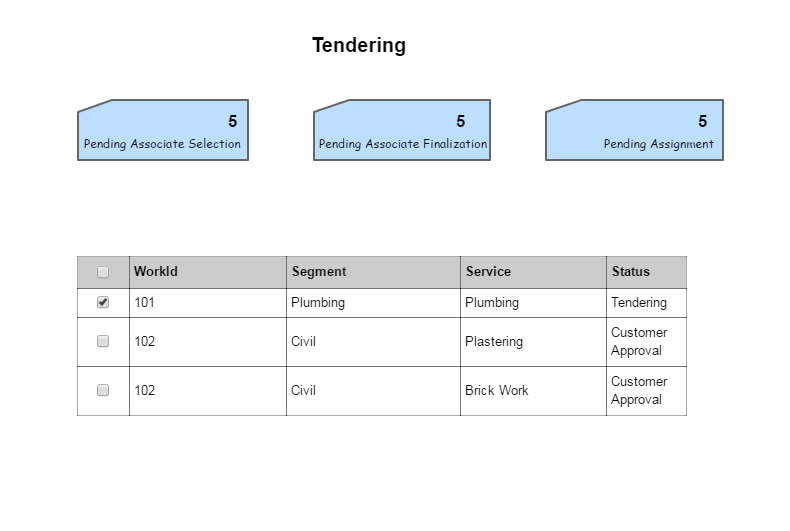 Tendering
5
Pending Associate Selection
5
Pending Associate Finalization
5
Pending Assignment
WorkId Segment Service Status
101 Plumbing Plumbing Tendering
102 Civil Plastering Customer
Approval
102 Civil Brick Work Customer
Approval